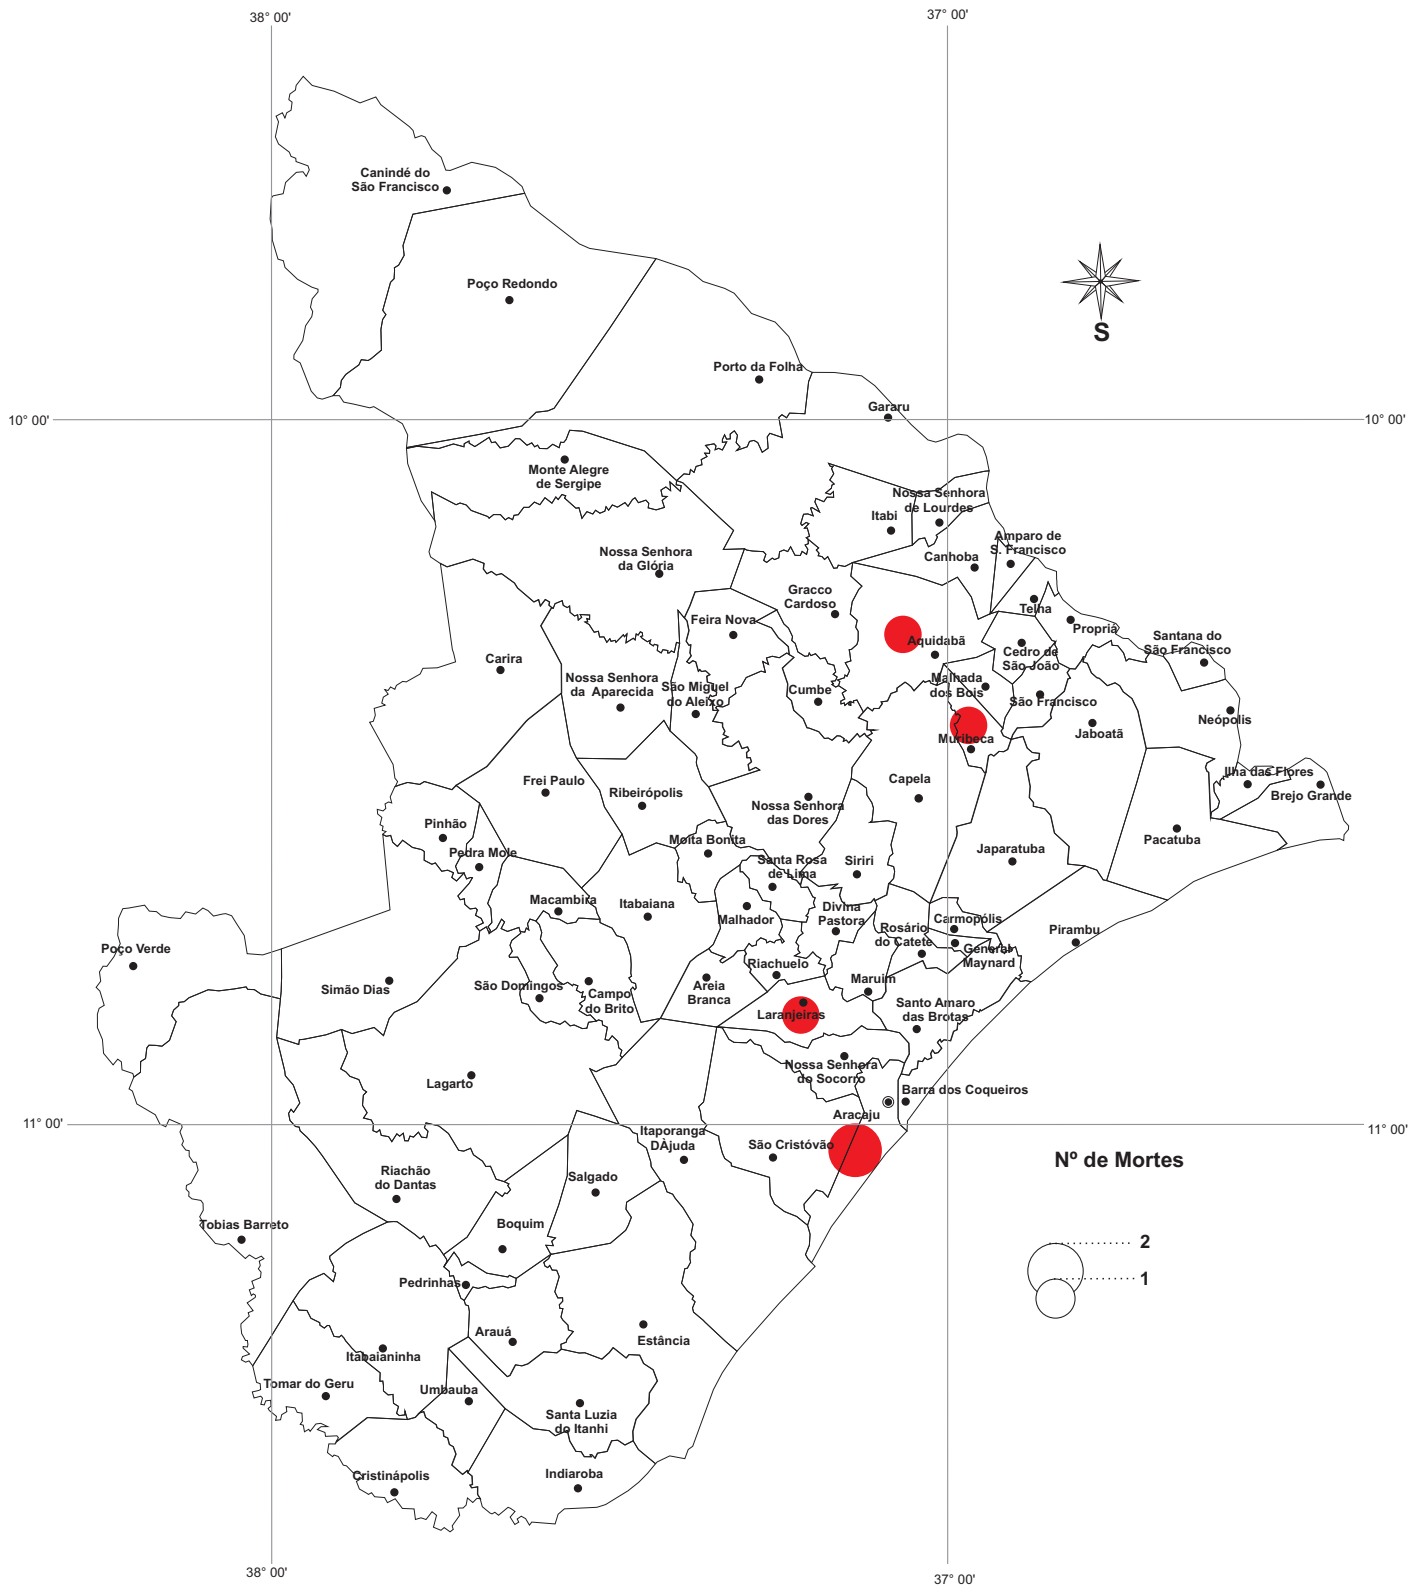 38° 00'
37° 00'
Canindé do
São Francisco
Poço Redondo
S
Porto da Folha
Gararu
10° 00'
10° 00'
Monte Alegre
de Sergipe
Nossa Senhora
de Lourdes
Itabi
Amparo de
S. Francisco
Canhoba
Nossa Senhora
da Glória
Gracco
Cardoso
Telha
Propriá
Feira Nova
Aquidabã
Santana do
São Francisco
Cedro de
São João
Carira
Nossa Senhora
da Aparecida
São Miguel
do Aleixo
Cumbe
Malhada
dos Bois
São Francisco
Neópolis
Jaboatã
Muribeca
Frei Paulo
Ribeirópolis
Capela
Ilha das Flores
Brejo Grande
Nossa Senhora
das Dores
Pinhão
Pedra Mole
Moita Bonita
Santa Rosa
de Lima
Siriri
Japaratuba
Pacatuba
Macambira
Itabaiana
Malhador
Divina
Pastora
Rosário
do Catete
Carmopólis
Pirambu
General
Maynard
Poço Verde
Simão Dias
São Domingos
Campo
do Brito
Areia
Branca
Riachuelo
Maruim
Laranjeiras
Santo Amaro
das Brotas
Lagarto
Nossa Senhora
do Socorro
Barra dos Coqueiros
Aracaju
11° 00'
11° 00'
Itaporanga
DÀjuda
São Cristóvão
Nº de Mortes
Riachão
do Dantas
Salgado
Tobias Barreto
Boquim
2
1
Pedrinhas
Arauá
Estância
Itabaianinha
Tomar do Geru
Umbauba
Santa Luzia
do Itanhi
Cristinápolis
Indiaroba
38° 00'
37° 00'